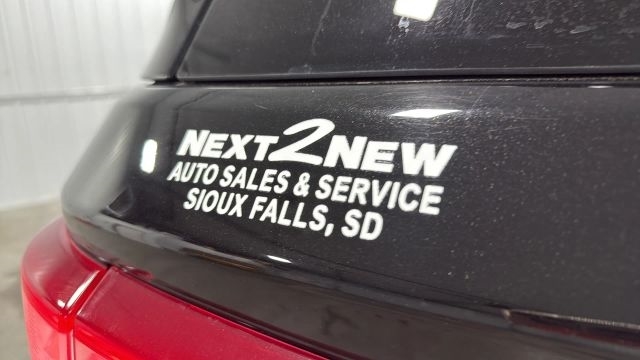 NEXT2NEW
AUTO SALES & SERVICE
SIOUX FALLS, SD